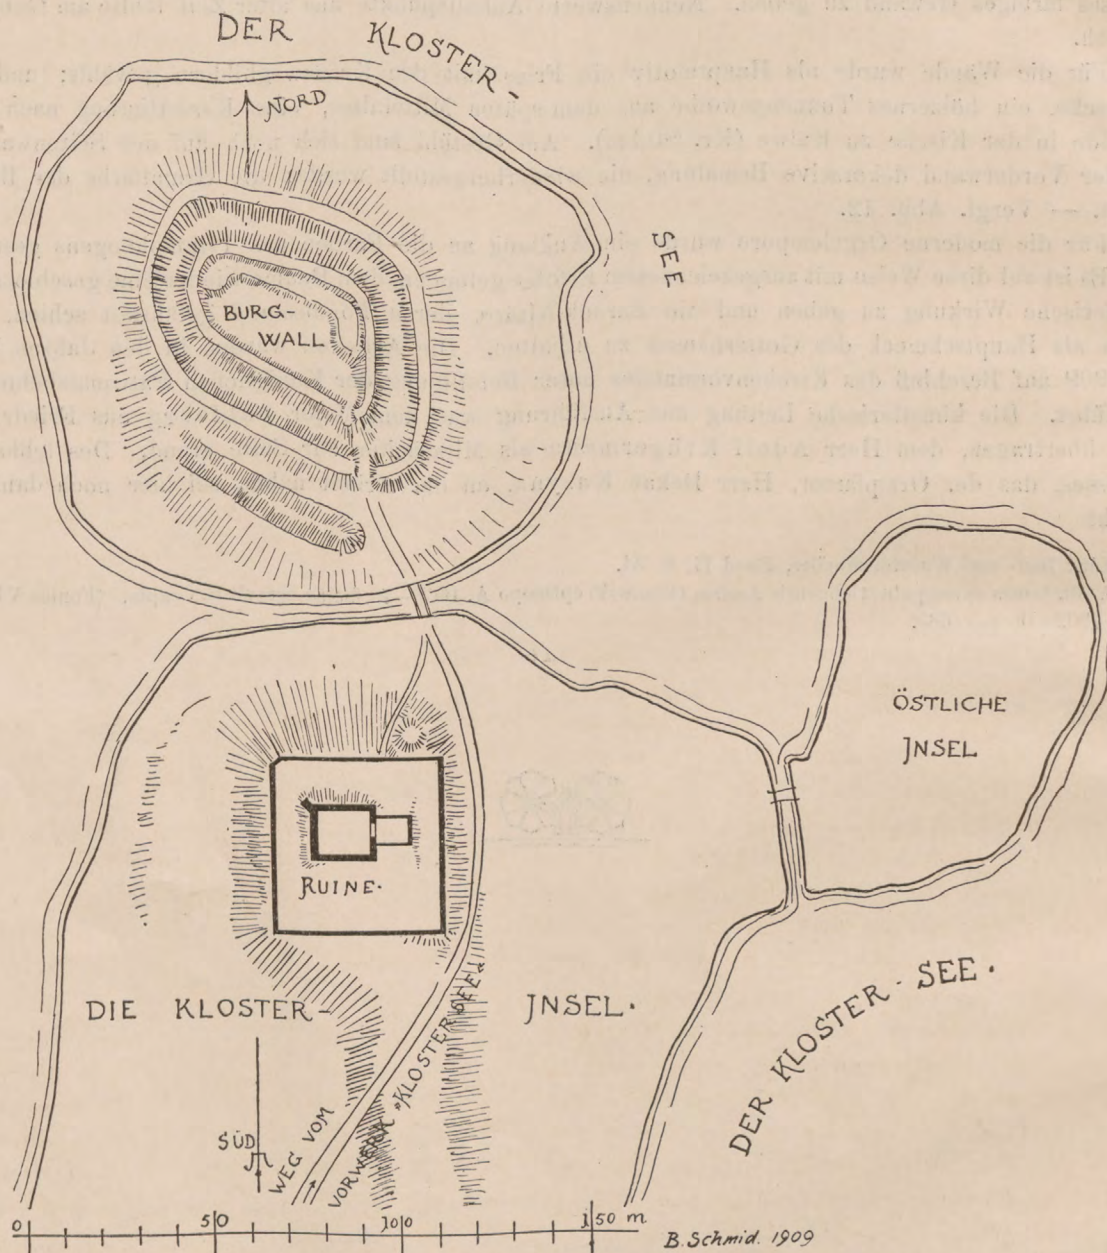 DER KLOSTER-
SEE
NORD
BURG-
WALL
ÖSTLICHE
JNSEL
RUINE.
DIE KLOSTER- JNSEL.
DER KLOSTER-SEE.
SÜD
WEG VOM
VORWERK „KLOSTERSEE“
0 50 100 150 m
B. Schmid. 1909